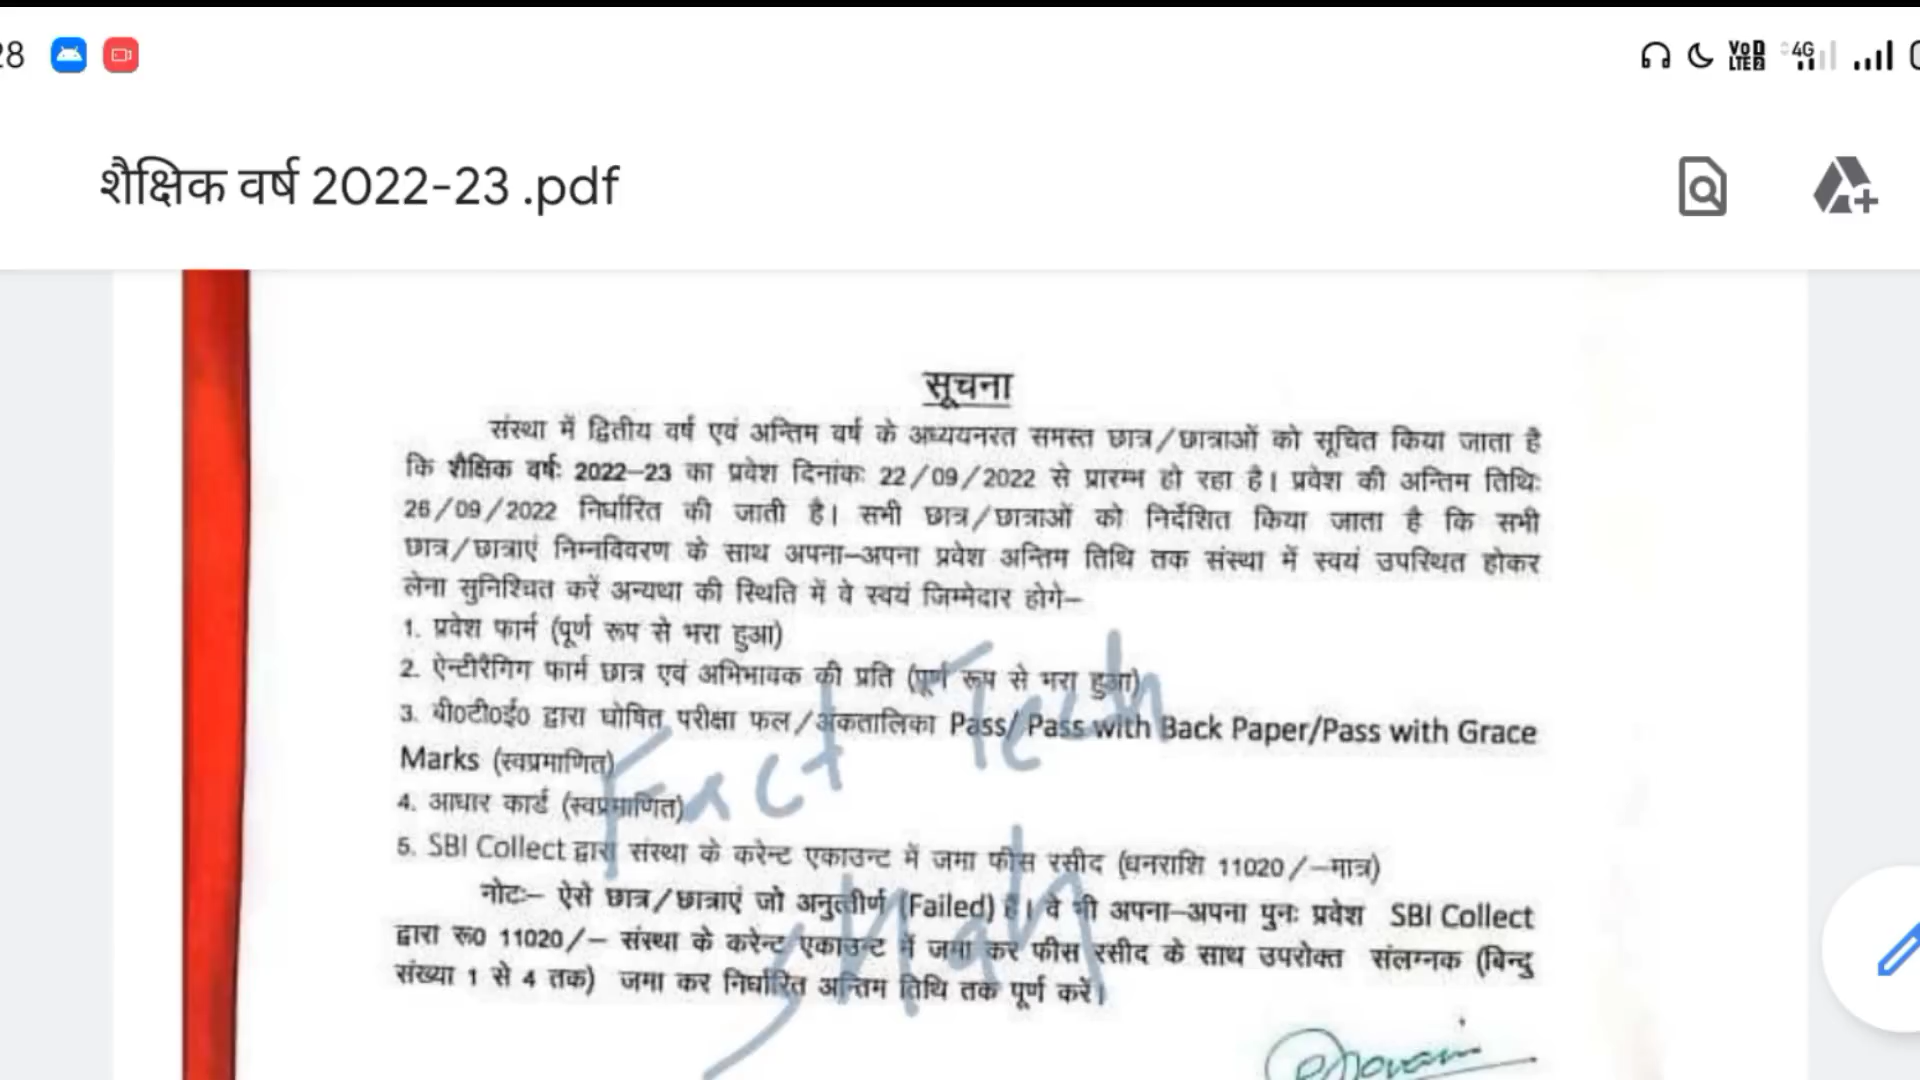 28
VoD LTE2 4G
शैक्षिक वर्ष 2022-23 .pdf
सूचना
संस्था में द्वितीय वर्ष एवं अन्तिम वर्ष के अध्ययनरत समस्त छात्र/छात्राओं को सूचित किया जाता है
कि शैक्षिक वर्षः 2022–23 का प्रवेश दिनांकः 22/09/2022 से प्रारम्भ हो रहा है। प्रवेश की अन्तिम तिथिः
26/09/2022 निर्धारित की जाती है। सभी छात्र/छात्राओं को निर्देशित किया जाता है कि सभी
छात्र/छात्राएं निम्नविवरण के साथ अपना–अपना प्रवेश अन्तिम तिथि तक संस्था में स्वयं उपस्थित होकर
लेना सुनिश्चित करें अन्यथा की स्थिति में वे स्वयं जिम्मेदार होगे–
1. प्रवेश फार्म (पूर्ण रूप से भरा हुआ)
2. ऐन्टीरैगिग फार्म छात्र एवं अभिभावक की प्रति (पूर्ण रूप से भरा हुआ)
3. बी0टी0ई0 द्वारा घोषित परीक्षा फल/अंकतालिका Pass/ Pass with Back Paper/Pass with Grace
Marks (स्वप्रमाणित)
4. आधार कार्ड (स्वप्रमाणित)
5. SBI Collect द्वारा संस्था के करेन्ट एकाउन्ट में जमा फीस रसीद (धनराशि 11020/–मात्र)
नोटः– ऐसे छात्र/छात्राएं जो अनुत्तीर्ण (Failed) है। वे भी अपना–अपना पुनः प्रवेश SBI Collect
द्वारा रू0 11020/– संस्था के करेन्ट एकाउन्ट में जमा कर फीस रसीद के साथ उपरोक्त संलग्नक (बिन्दु
संख्या 1 से 4 तक) जमा कर निर्धारित अन्तिम तिथि तक पूर्ण करें।
Fact Tech
Shah